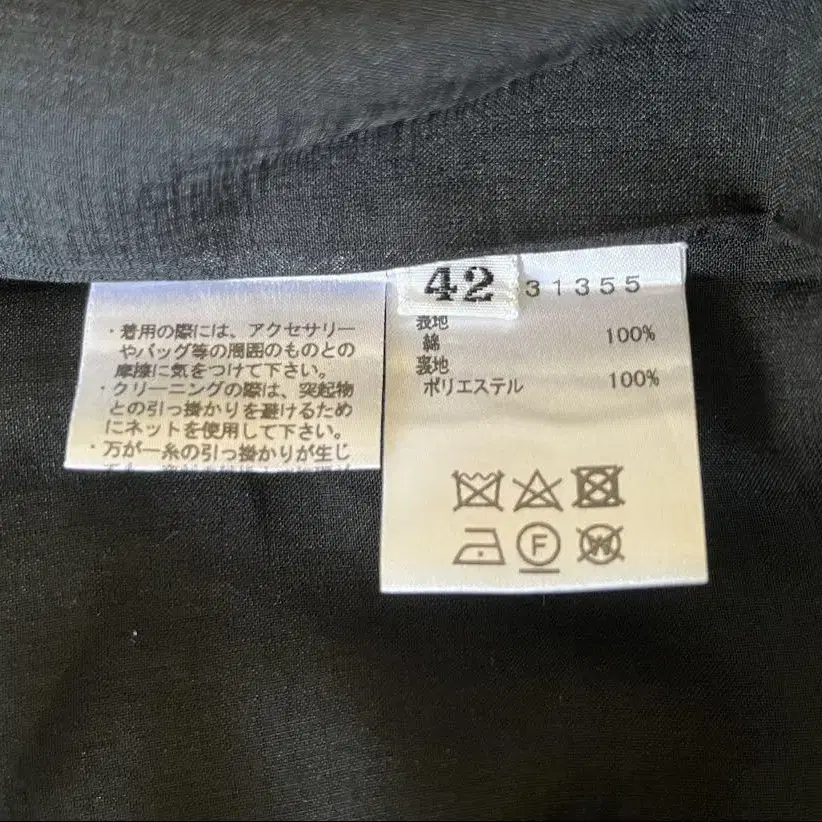 ・着用の際には、アクセサリー
やバッグ等の周囲のものとの
摩擦に気をつけて下さい。
・クリーニングの際は、突起物
との引っ掛かりを避けるため
にネットを使用して下さい。
・万が一糸の引っ掛かりが生じ
42
31355
表地
綿 100%
裏地
ポリエステル 100%
F
W